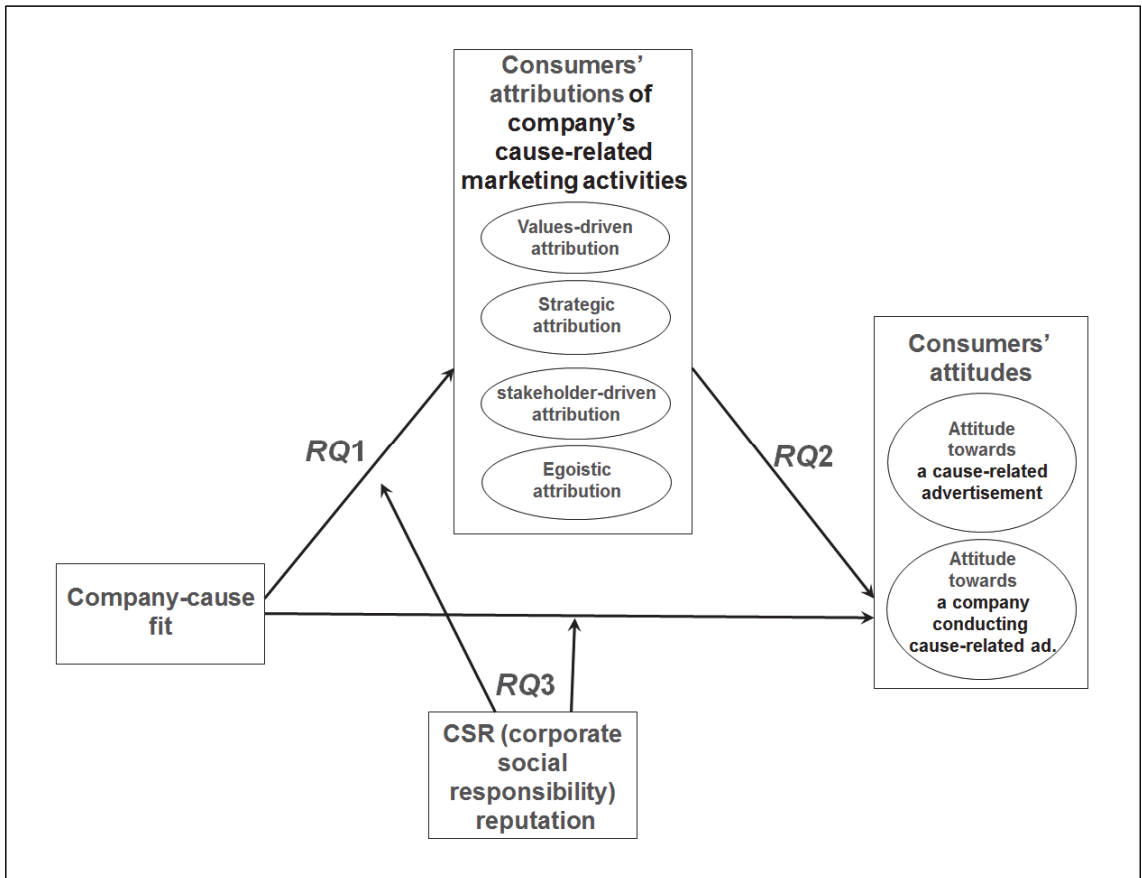 Consumers'
attributions of
company's
cause-related
marketing activities
Values-driven
attribution
Strategic
attribution
stakeholder-driven
attribution
Egoistic
attribution
RQ1
RQ2
Consumers'
attitudes
Attitude
towards
a cause-related
advertisement
Attitude
towards
a company
conducting
cause-related ad.
Company-cause
fit
RQ3
CSR (corporate
social
responsibility)
reputation